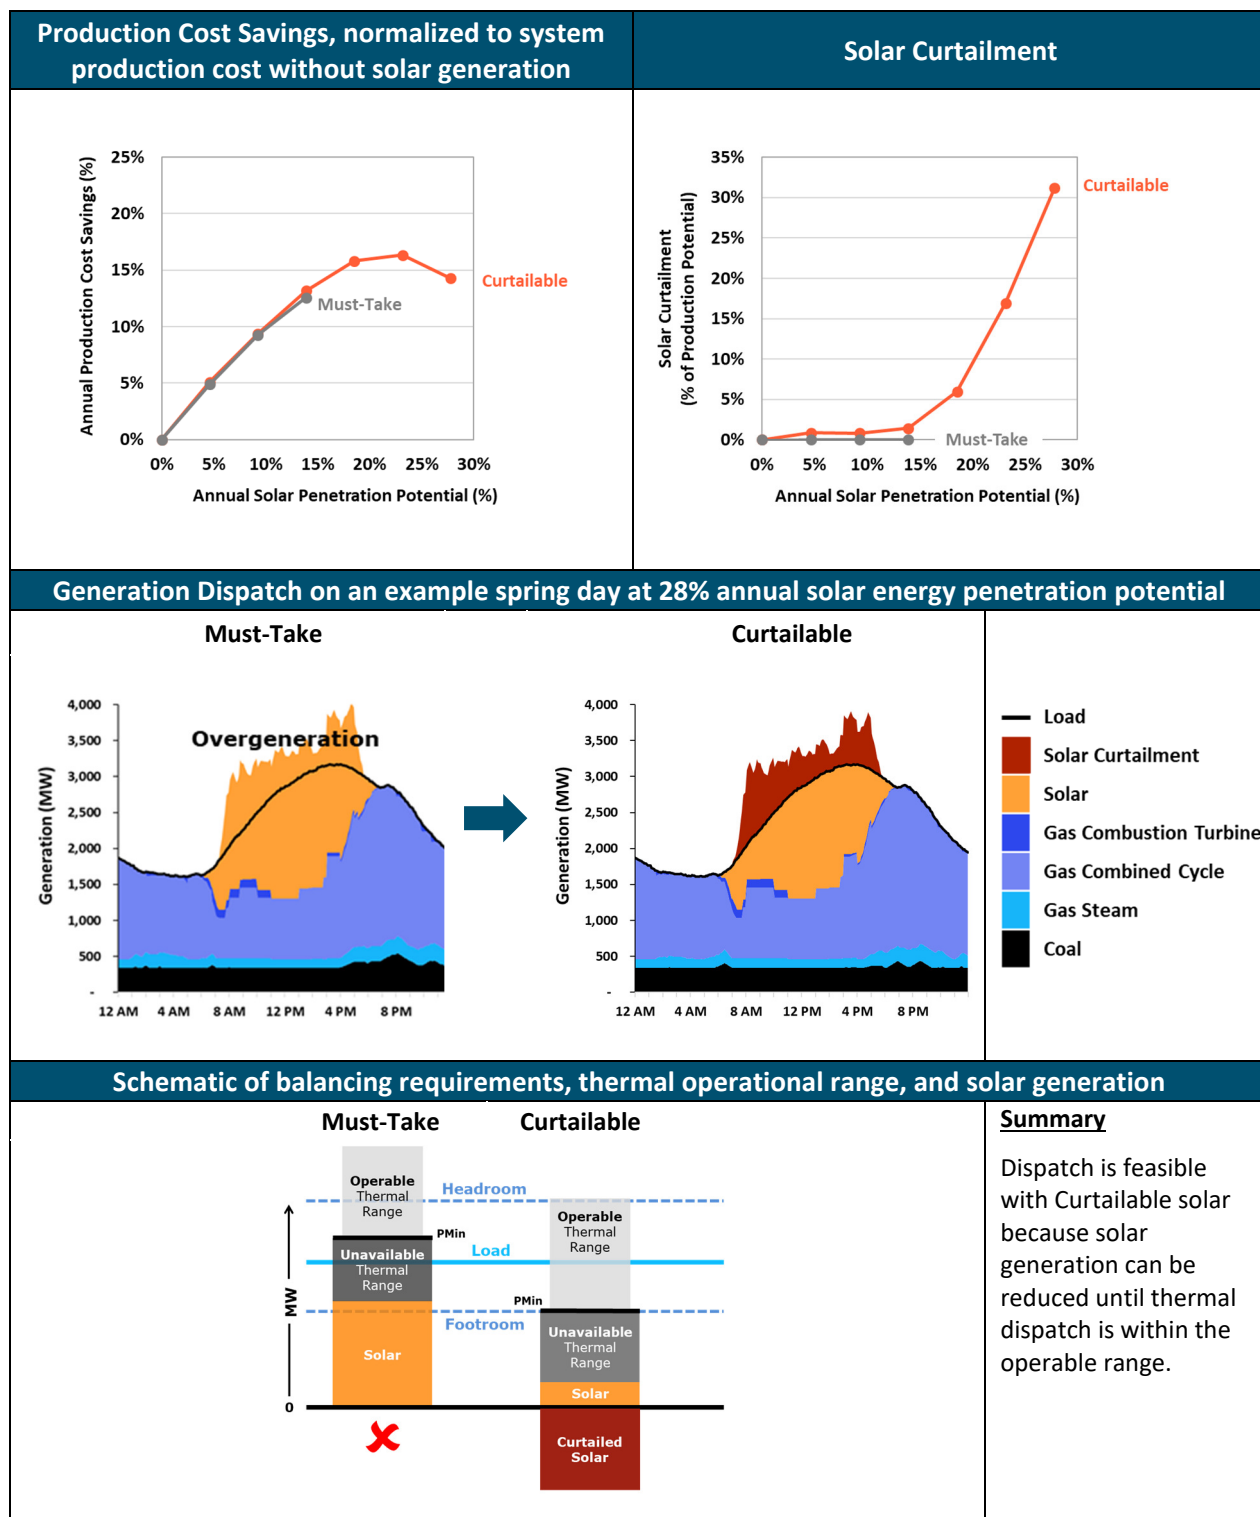 Production Cost Savings, normalized to system
production cost without solar generation
Solar Curtailment
Annual Production Cost Savings (%)
25%
20%
15%
10%
5%
0%
Curtailable
Must-Take
0% 5% 10% 15% 20% 25% 30%
Annual Solar Penetration Potential (%)
Solar Curtailment
(% of Production Potential)
35%
30%
25%
20%
15%
10%
5%
0%
Curtailable
Must-Take
0% 5% 10% 15% 20% 25% 30%
Annual Solar Penetration Potential (%)
Generation Dispatch on an example spring day at 28% annual solar energy penetration potential
Must-Take
Generation (MW)
4,000
3,500
3,000
2,500
2,000
1,500
1,000
500
-
Overgeneration
12 AM 4 AM 8 AM 12 PM 4 PM 8 PM
Curtailable
Generation (MW)
4,000
3,500
3,000
2,500
2,000
1,500
1,000
500
-
12 AM 4 AM 8 AM 12 PM 4 PM 8 PM
Load
Solar Curtailment
Solar
Gas Combustion Turbine
Gas Combined Cycle
Gas Steam
Coal
Schematic of balancing requirements, thermal operational range, and solar generation
Must-Take
Curtailable
MW
0
Operable
Thermal
Range
PMin
Unavailable
Thermal
Range
Solar
Headroom
Load
Footroom
Operable
Thermal
Range
PMin
Unavailable
Thermal
Range
Solar
Curtailed
Solar
Summary
Dispatch is feasible
with Curtailable solar
because solar
generation can be
reduced until thermal
dispatch is within the
operable range.